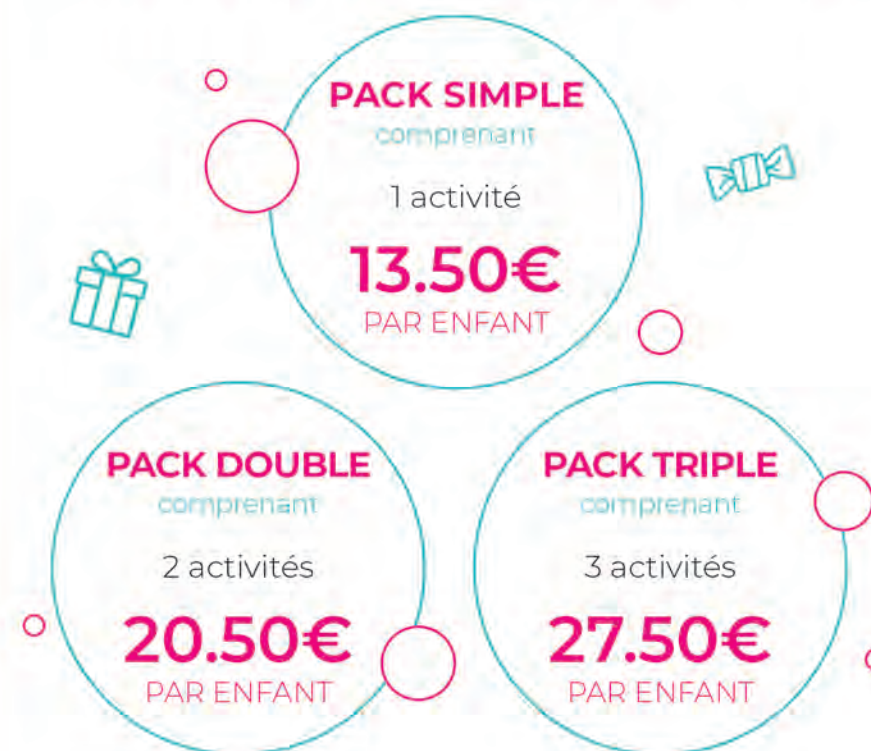 PACK SIMPLE
comprenant
1 activité
13.50€
PAR ENFANT
PACK DOUBLE
comprenant
2 activités
20.50€
PAR ENFANT
PACK TRIPLE
comprenant
3 activités
27.50€
PAR ENFANT